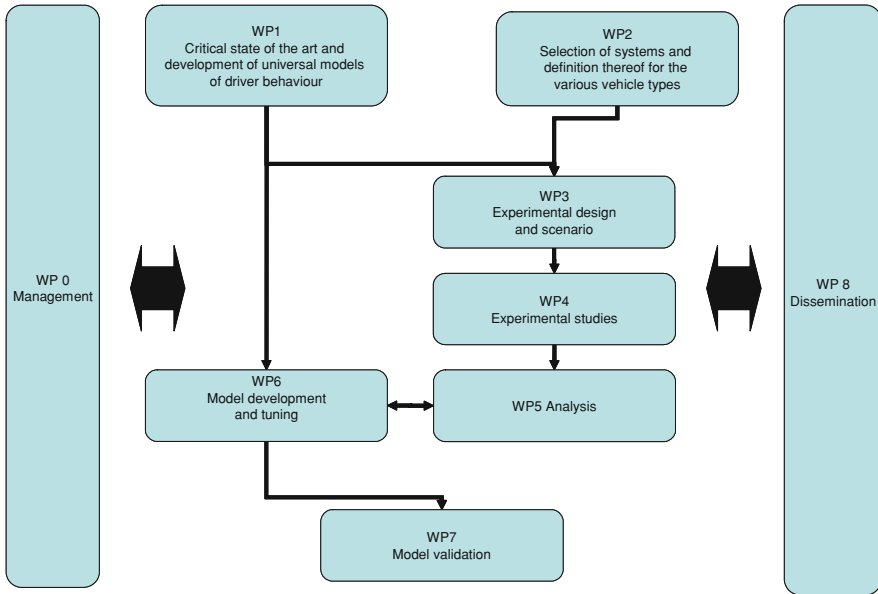 WP1
Critical state of the art and
development of universal models
of driver behaviour
WP2
Selection of systems and
definition thereof for the
various vehicle types
WP3
Experimental design
and scenario
WP 0
Management
WP4
Experimental studies
WP 8
Dissemination
WP6
Model development
and tuning
WP5 Analysis
WP7
Model validation